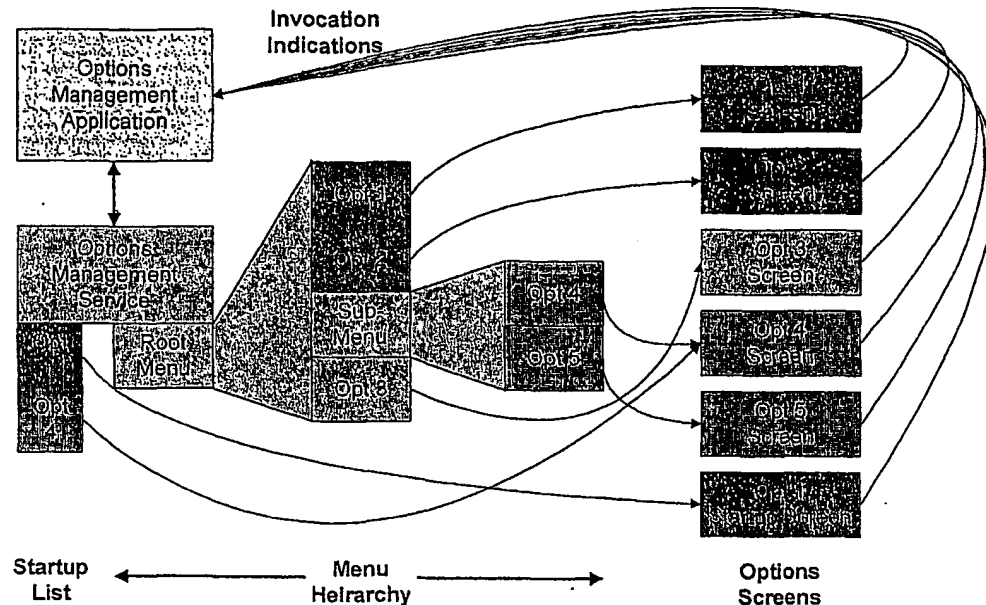 Invocation
Indications
Options
Management
Application
Options
Management
Service
Root
Menu
Opt
4
Opt 1
Opt 2
Sub-
Menu
Opt 3
Opt 4
Opt 5
Screen
Opt 2
Screen
Opt 3
Screen
Opt 4
Screen
Opt 5
Screen
Opt 1
Startup
List
Menu
Heirarchy
Options
Screens